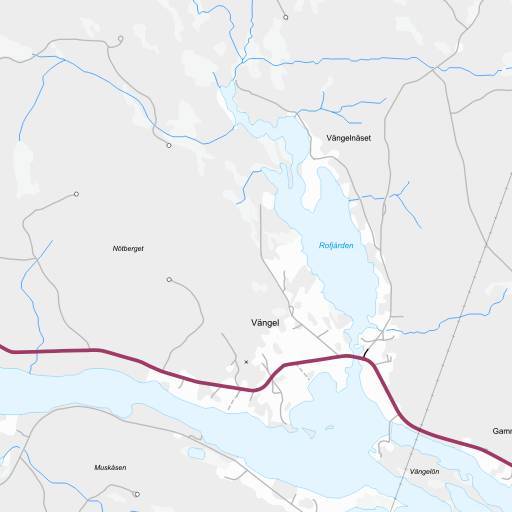 Vängelnäset
Rofjärden
Nötberget
Vängel
Gamm
Muskåsen
Vängelön